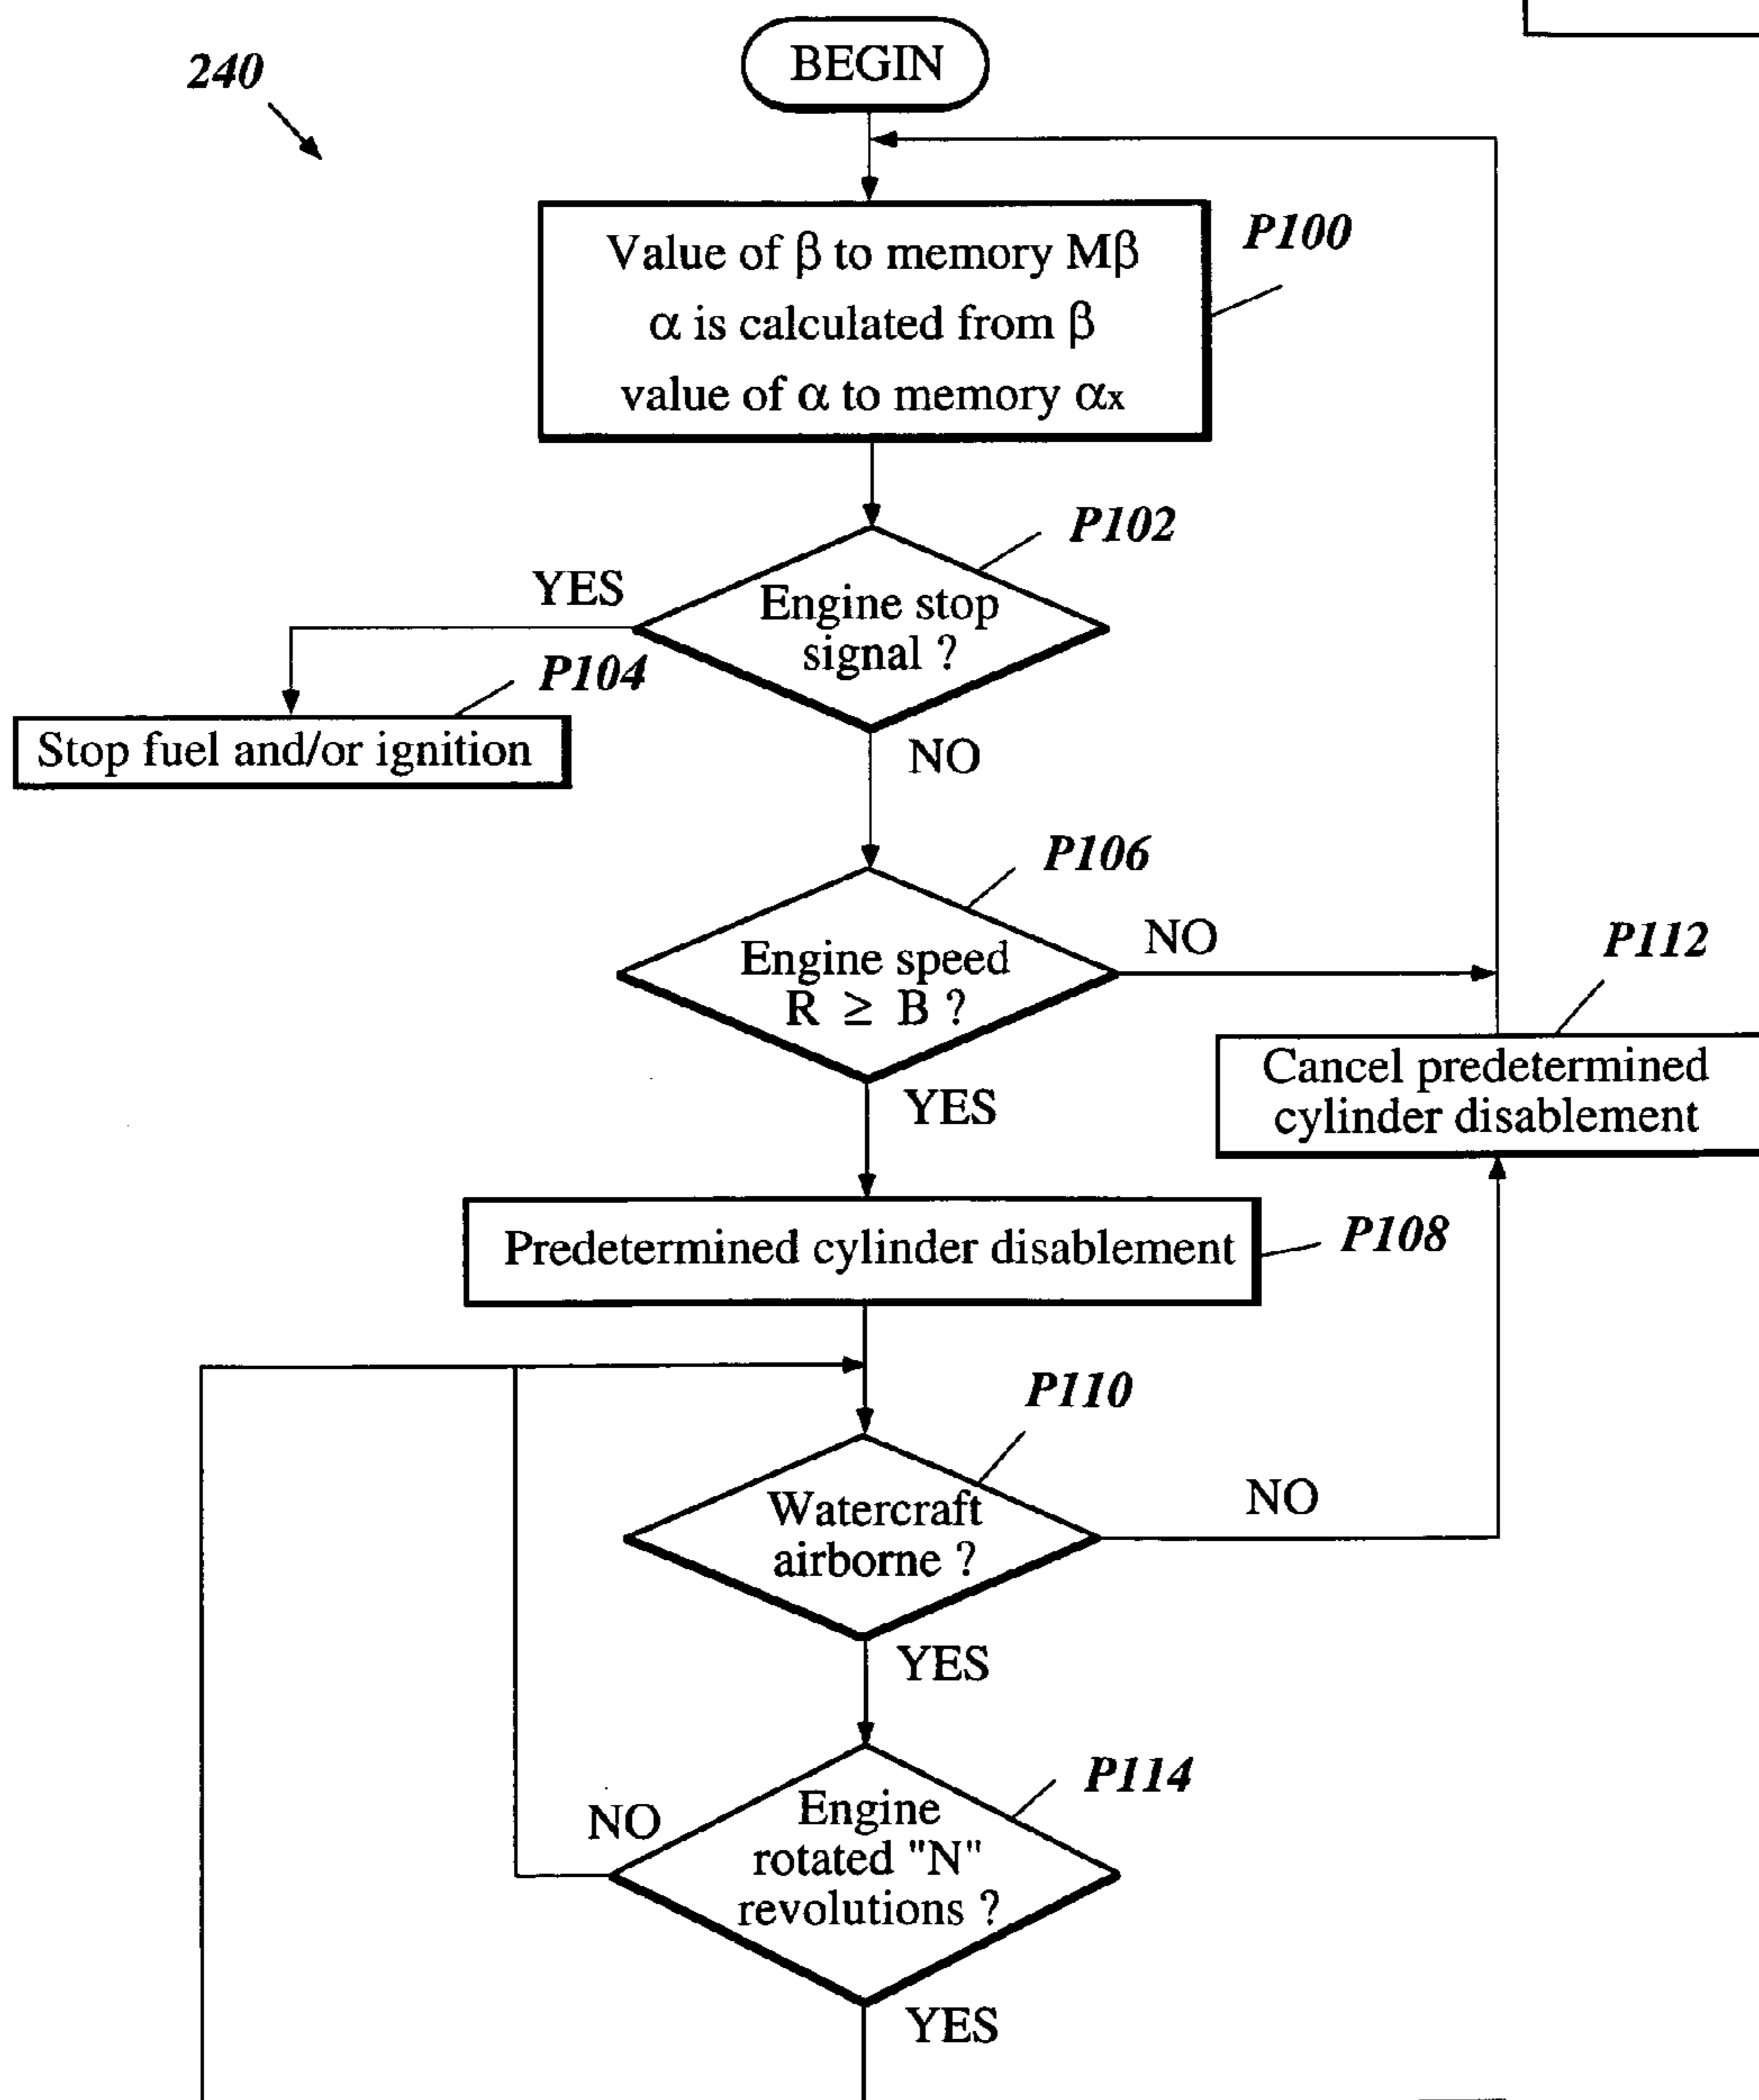 240
BEGIN
P100
Value of β to memory Mβ
α is calculated from β
value of α to memory αx
P102
YES
Engine stop
signal ?
P104
Stop fuel and/or ignition
NO
P106
Engine speed
R ≥ B ?
NO
P112
Cancel predetermined
cylinder disablement
YES
Predetermined cylinder disablement
P108
P110
Watercraft
airborne ?
NO
YES
P114
NO
Engine
rotated "N"
revolutions ?
YES